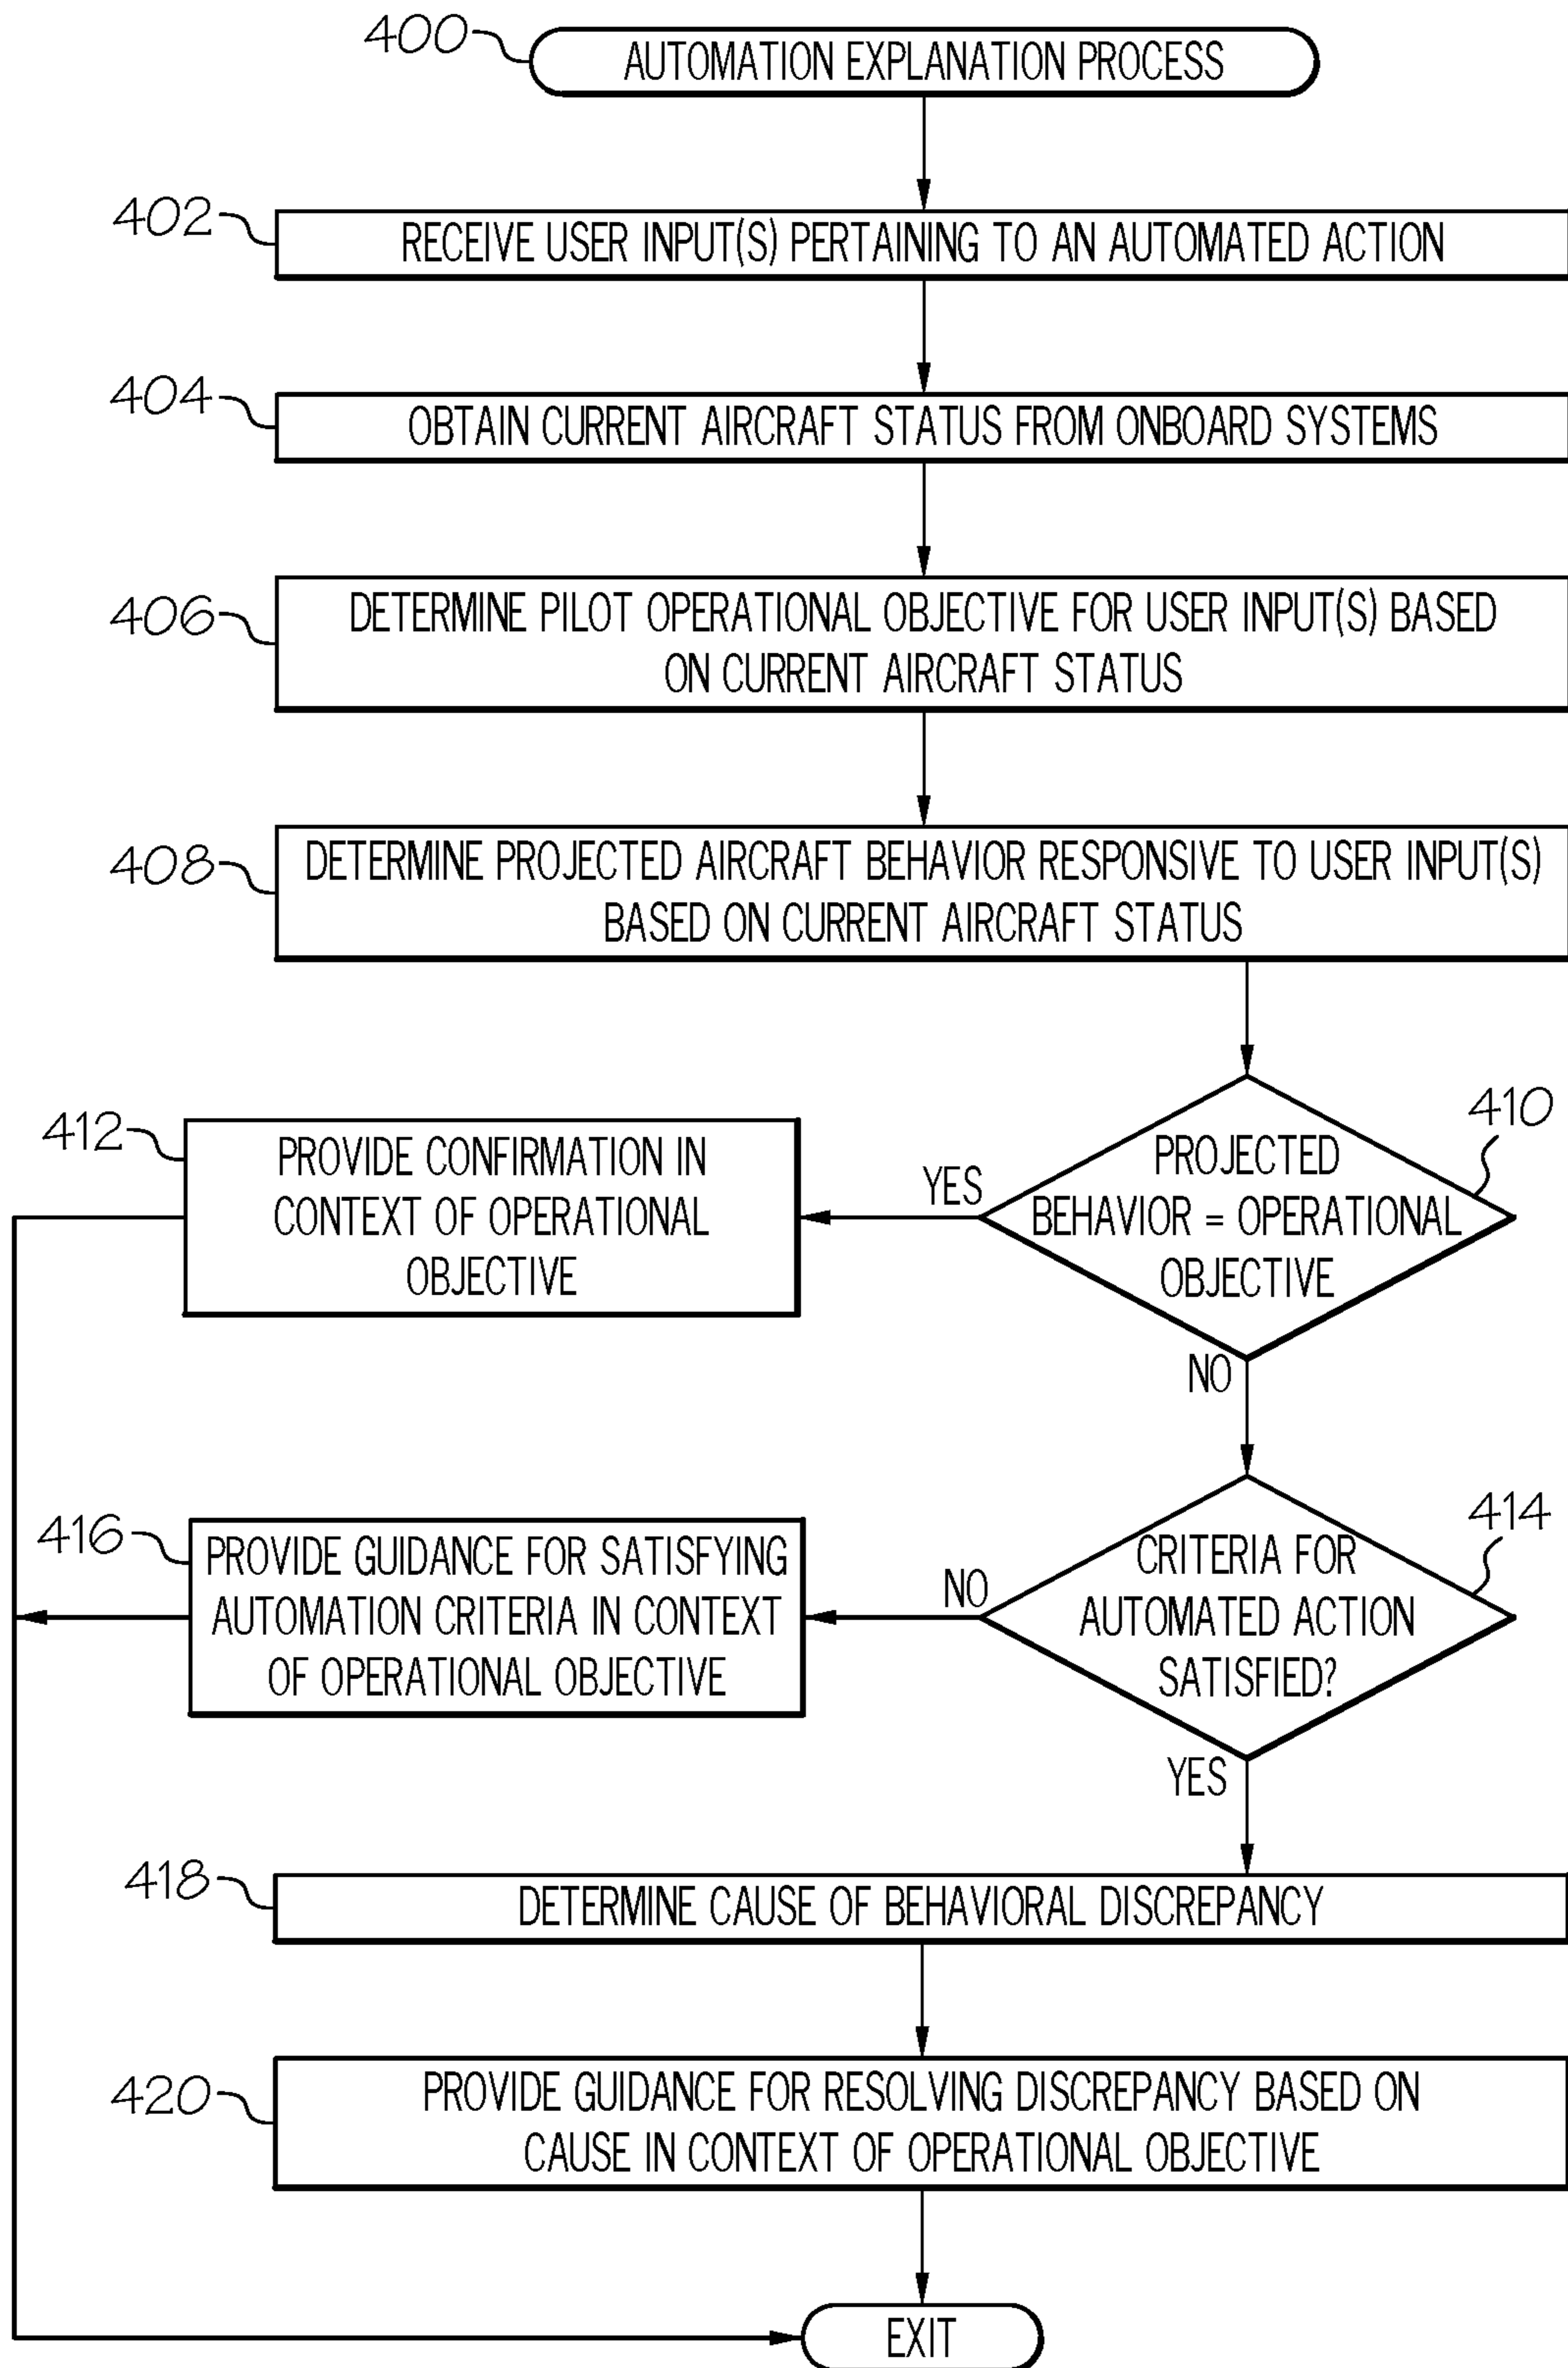 400
AUTOMATION EXPLANATION PROCESS
402
RECEIVE USER INPUT(S) PERTAINING TO AN AUTOMATED ACTION
404
OBTAIN CURRENT AIRCRAFT STATUS FROM ONBOARD SYSTEMS
406
DETERMINE PILOT OPERATIONAL OBJECTIVE FOR USER INPUT(S) BASED
ON CURRENT AIRCRAFT STATUS
408
DETERMINE PROJECTED AIRCRAFT BEHAVIOR RESPONSIVE TO USER INPUT(S)
BASED ON CURRENT AIRCRAFT STATUS
410
PROJECTED
BEHAVIOR = OPERATIONAL
OBJECTIVE
YES
412
PROVIDE CONFIRMATION IN
CONTEXT OF OPERATIONAL
OBJECTIVE
NO
414
CRITERIA FOR
AUTOMATED ACTION
SATISFIED?
NO
416
PROVIDE GUIDANCE FOR SATISFYING
AUTOMATION CRITERIA IN CONTEXT
OF OPERATIONAL OBJECTIVE
YES
418
DETERMINE CAUSE OF BEHAVIORAL DISCREPANCY
420
PROVIDE GUIDANCE FOR RESOLVING DISCREPANCY BASED ON
CAUSE IN CONTEXT OF OPERATIONAL OBJECTIVE
EXIT